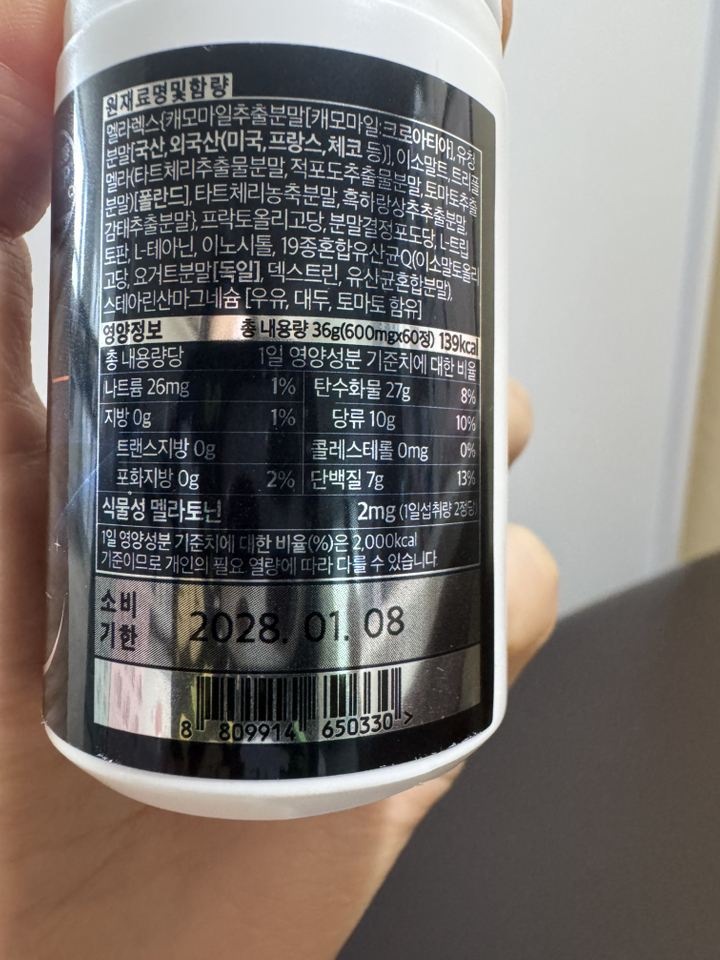 원재료명및함량
멜라렉스{캐모마일추출분말[캐모마일:크로아티아], 유청
분말[국산, 외국산(미국, 프랑스, 체코 등)], 이소말트, 트리플
멜라(타트체리추출물분말, 적포도추출물분말, 토마토추출
분말)[폴란드], 타트체리농축분말, 흑하랑상추추출분말,
감태추출분말}, 프락토올리고당, 분말결정포도당, L-트립
토판, L-테아닌, 이노시톨, 19종혼합유산균Q(이소말토올리
고당, 요거트분말[독일], 덱스트린, 유산균혼합분말),
스테아린산마그네슘 [우유, 대두, 토마토 함유]
영양정보 총 내용량 36g(600mgx60정) 139kcal
총 내용량당 1일 영양성분 기준치에 대한 비율
나트륨 26mg 1% 탄수화물 27g 8%
지방 0g 1% 당류 10g 10%
트랜스지방 0g 콜레스테롤 0mg 0%
포화지방 0g 2% 단백질 7g 13%
식물성 멜라토닌 2mg (1일섭취량 2정당)
1일 영양성분 기준치에 대한 비율(%)은 2,000kcal
기준이므로 개인의 필요 열량에 따라 다를 수 있습니다.
소비
기한 2028. 01. 08
8 809914 650330 >